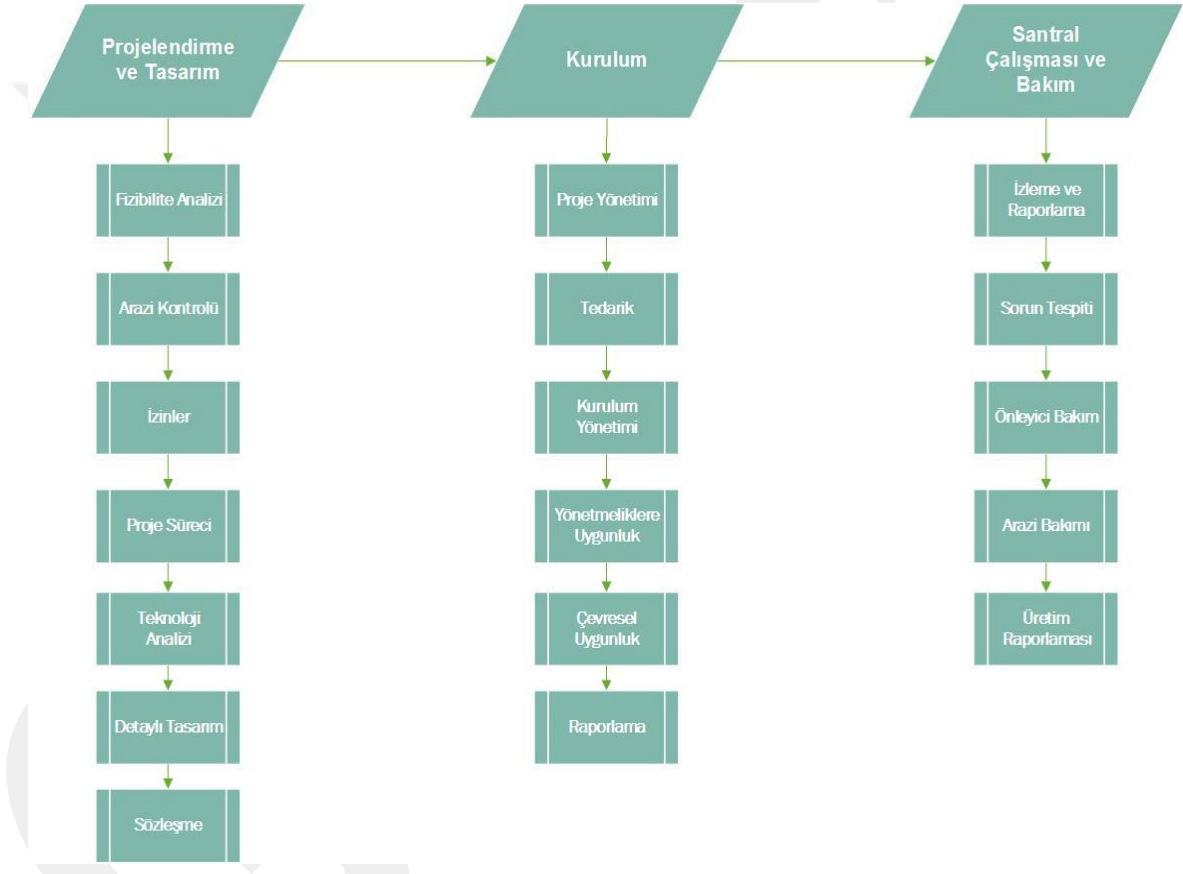 Projelendirme
ve Tasarım
Fizibilite Analizi
Arazi Kontrolü
İzinler
Proje Süreci
Teknoloji
Analizi
Detaylı Tasarım
Sözleşme
Kurulum
Proje Yönetimi
Tedarik
Kurulum
Yönetimi
Yönetmeliklere
Uygunluk
Çevresel
Uygunluk
Raporlama
Santral
Çalışması ve
Bakım
İzleme ve
Raporlama
Sorun Tespiti
Önleyici Bakım
Arazi Bakımı
Üretim
Raporlaması